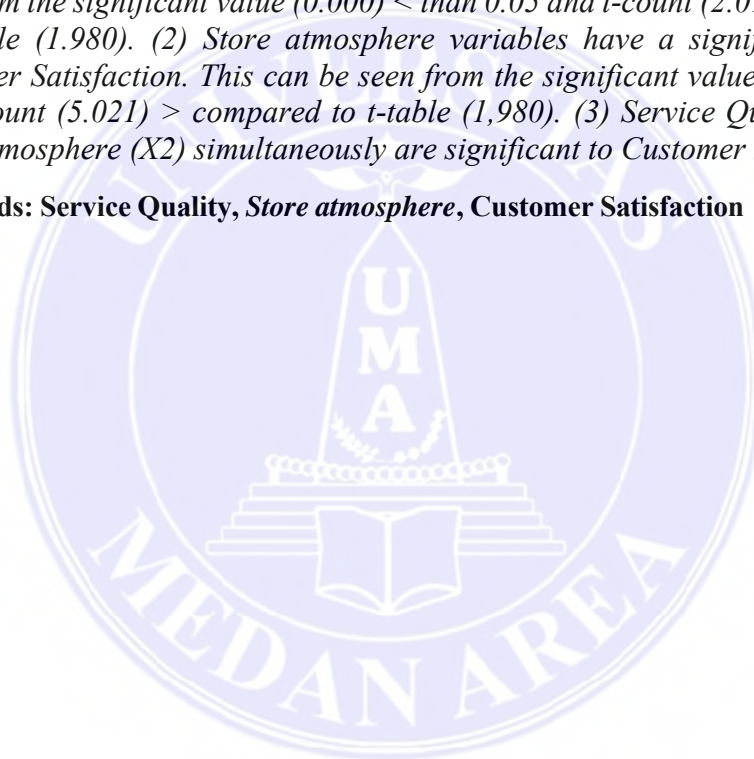 m the significant value (0.000) < than 0.05 and t-count (2.01
le (1.980). (2) Store atmosphere variables have a signif
er Satisfaction. This can be seen from the significant value
ount (5.021) > compared to t-table (1,980). (3) Service Qu
mosphere (X2) simultaneously are significant to Customer
ds: Service Quality, Store atmosphere, Customer Satisfaction
UNIVERSITAS
U
M
A
MEDAN AREA